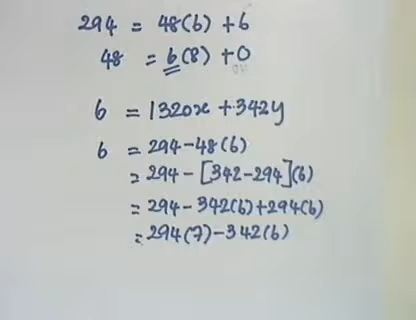 294 = 48(6) + 6
48 = 6(8) + 0
6 = 1320x + 342y
6 = 294 - 48(6)
= 294 - [342 - 294](6)
= 294 - 342(6) + 294(6)
= 294(7) - 342(6)